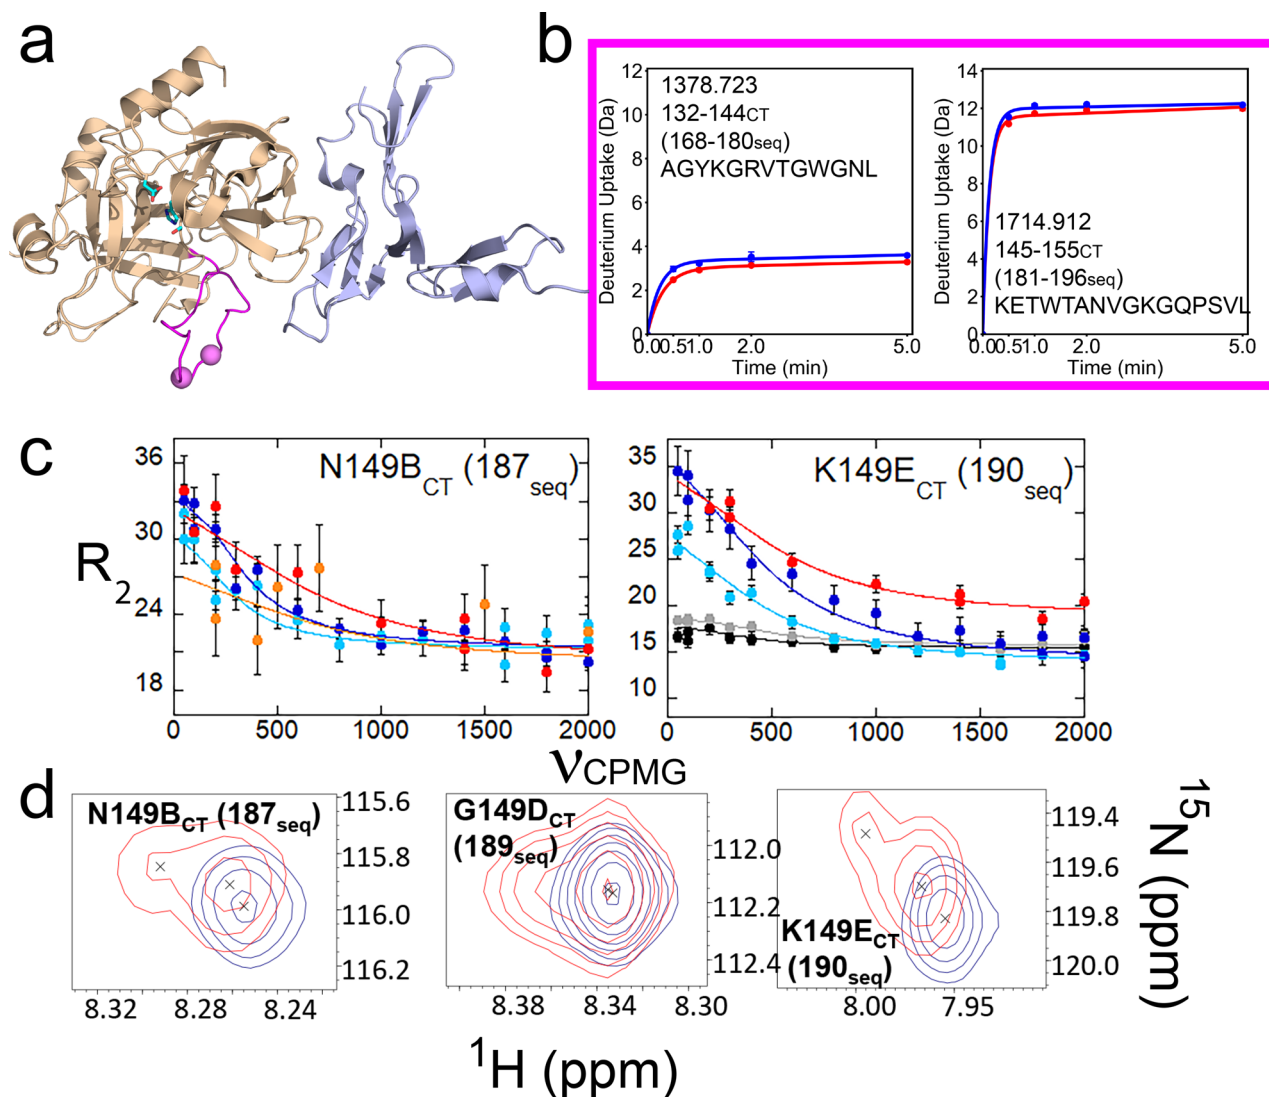 a
b
Deuterium Uptake (Da)
12
10
8
6
4
2
0
1378.723
132-144CT
(168-180seq)
AGYKGRVTGWGNL
0.00.51.0 2.0 5.0
Time (min)
Deuterium Uptake (Da)
14
12
10
8
6
4
2
0
1714.912
145-155CT
(181-196seq)
KETWTANVGKGQPSVL
0.00.51.0 2.0 5.0
Time (min)
c
R2
36
30
24
18
N149BCT (187seq)
0 500 1000 1500 2000
35
30
25
20
15
10
K149ECT (190seq)
0 500 1000 1500 2000
νCPMG
d
N149BCT (187seq)
115.6
115.8
116.0
116.2
8.32 8.28 8.24
G149DCT
(189seq)
112.0
112.2
112.4
8.38 8.34 8.30
K149ECT
(190seq)
119.4
119.6
119.8
120.0
8.00 7.95
15N (ppm)
1H (ppm)